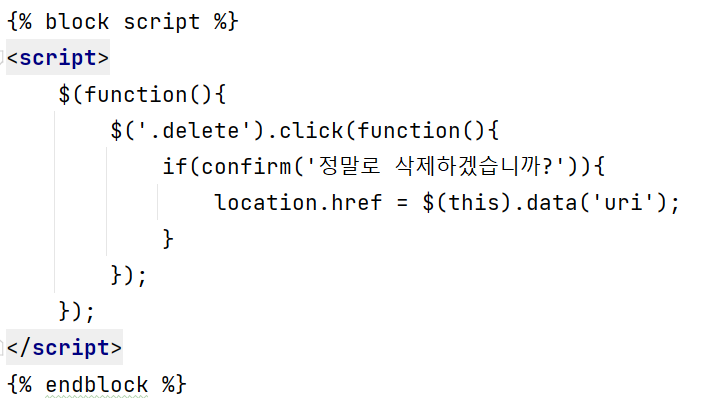 {% block script %}
<script>
    $(function(){
        $('.delete').click(function(){
            if(confirm('정말로 삭제하겠습니까?')){
                location.href = $(this).data('uri');
            }
        });
    });
</script>
{% endblock %}